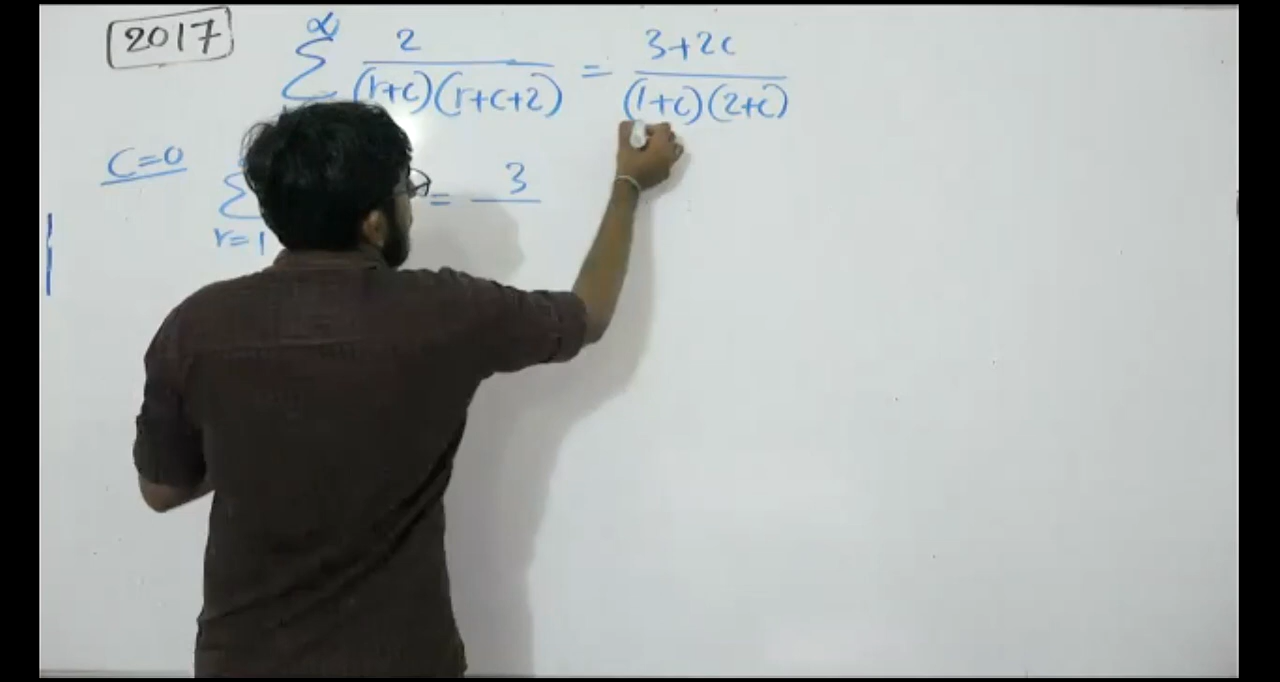 2017
∑ ∞ 2/((r+c)(r+c+2)) = (3+2c)/((1+c)(2+c))
C=0 ∑ r=1 = 3